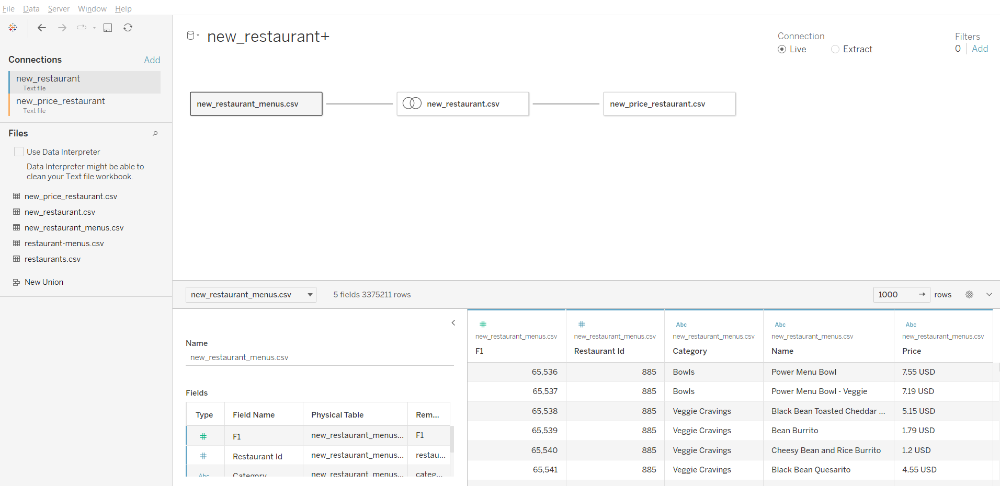 File Data Server Window Help
Connections Add
new_restaurant
Text file
new_price_restaurant
Text file
Files
Use Data Interpreter
Data Interpreter might be able to
clean your Text file workbook.
new_price_restaurant.csv
new_restaurant.csv
new_restaurant_menus.csv
restaurant-menus.csv
restaurants.csv
New Union
new_restaurant+
Connection
Live Extract
Filters
0 Add
new_restaurant_menus.csv new_restaurant.csv new_price_restaurant.csv
new_restaurant_menus.csv 5 fields 3375211 rows 1000 rows
Name
new_restaurant_menus.csv
Fields
Type Field Name Physical Table Rem...
# F1 new_restaurant_menus... F1
# Restaurant Id new_restaurant_menus... restau...
Abc Category new_restaurant_menus... categ...
# # Abc Abc Abc
new_restaurant_menus.csv new_restaurant_menus.csv new_restaurant_menus.csv new_restaurant_menus.csv new_restaurant_menus.csv
F1 Restaurant Id Category Name Price
65,536 885 Bowls Power Menu Bowl 7.55 USD
65,537 885 Bowls Power Menu Bowl - Veggie 7.19 USD
65,538 885 Veggie Cravings Black Bean Toasted Cheddar ... 5.15 USD
65,539 885 Veggie Cravings Bean Burrito 1.79 USD
65,540 885 Veggie Cravings Cheesy Bean and Rice Burrito 1.2 USD
65,541 885 Veggie Cravings Black Bean Quesarito 4.55 USD